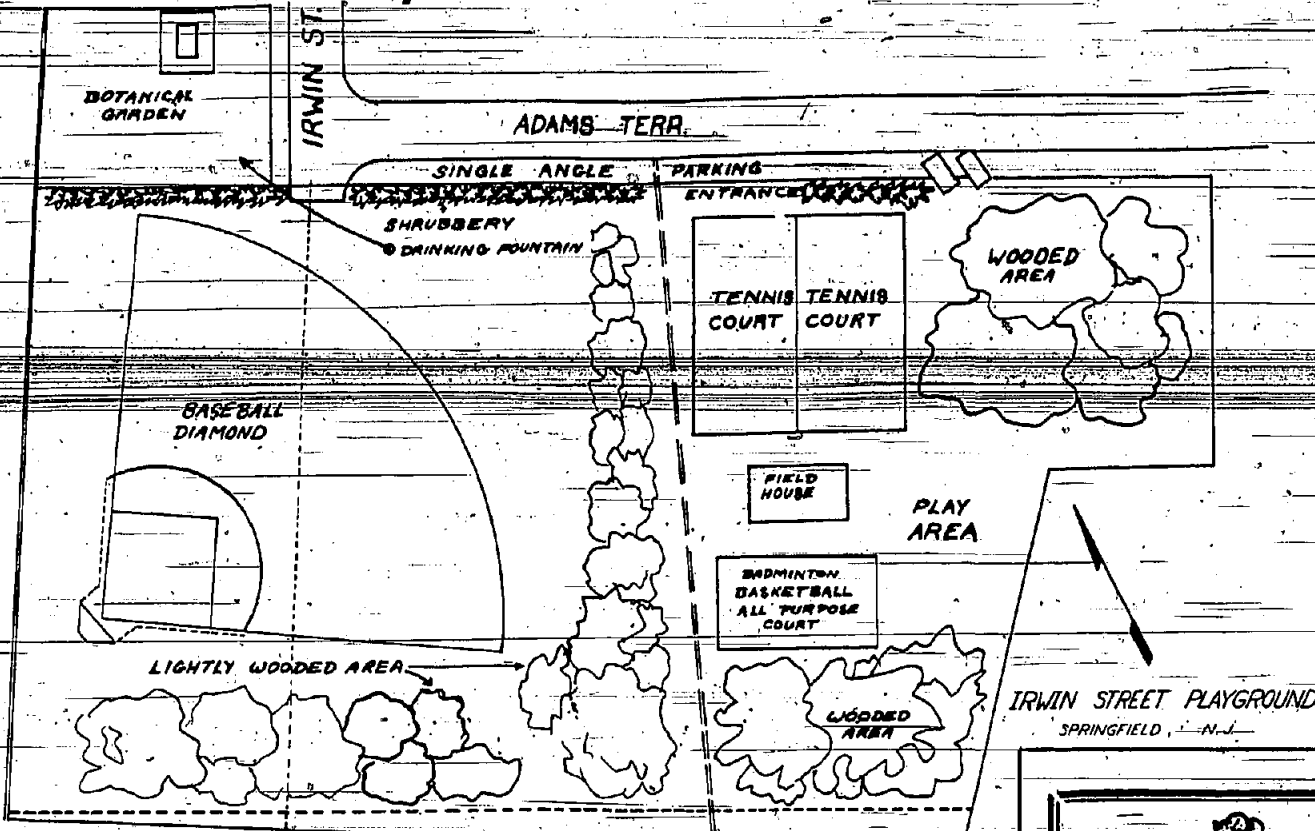 IRWIN ST.
BOTANICAL
GARDEN
ADAMS TERR.
SINGLE ANGLE PARKING
ENTRANCE
SHRUBBERY
DRINKING FOUNTAIN
WOODED
AREA
TENNIS
COURT
TENNIS
COURT
BASEBALL
DIAMOND
FIELD
HOUSE
PLAY
AREA
BADMINTON
BASKETBALL
ALL PURPOSE
COURT
LIGHTLY WOODED AREA
WOODED
AREA
IRWIN STREET PLAYGROUND
SPRINGFIELD, N.J.